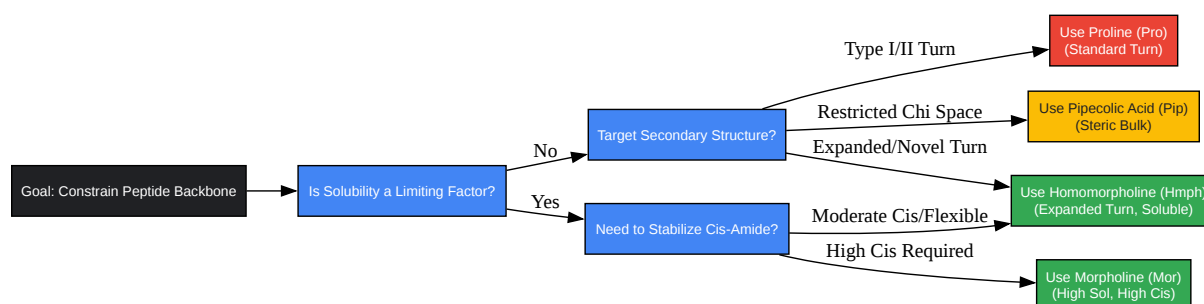 Goal: Constrain Peptide Backbone
Is Solubility a Limiting Factor?
No
Yes
Target Secondary Structure?
Need to Stabilize Cis-Amide?
Type I/II Turn
Restricted Chi Space
Expanded/Novel Turn
Moderate Cis/Flexible
High Cis Required
Use Proline (Pro)
(Standard Turn)
Use Pipecolic Acid (Pip)
(Steric Bulk)
Use Homomorpholine (Hmph)
(Expanded Turn, Soluble)
Use Morpholine (Mor)
(High Sol, High Cis)